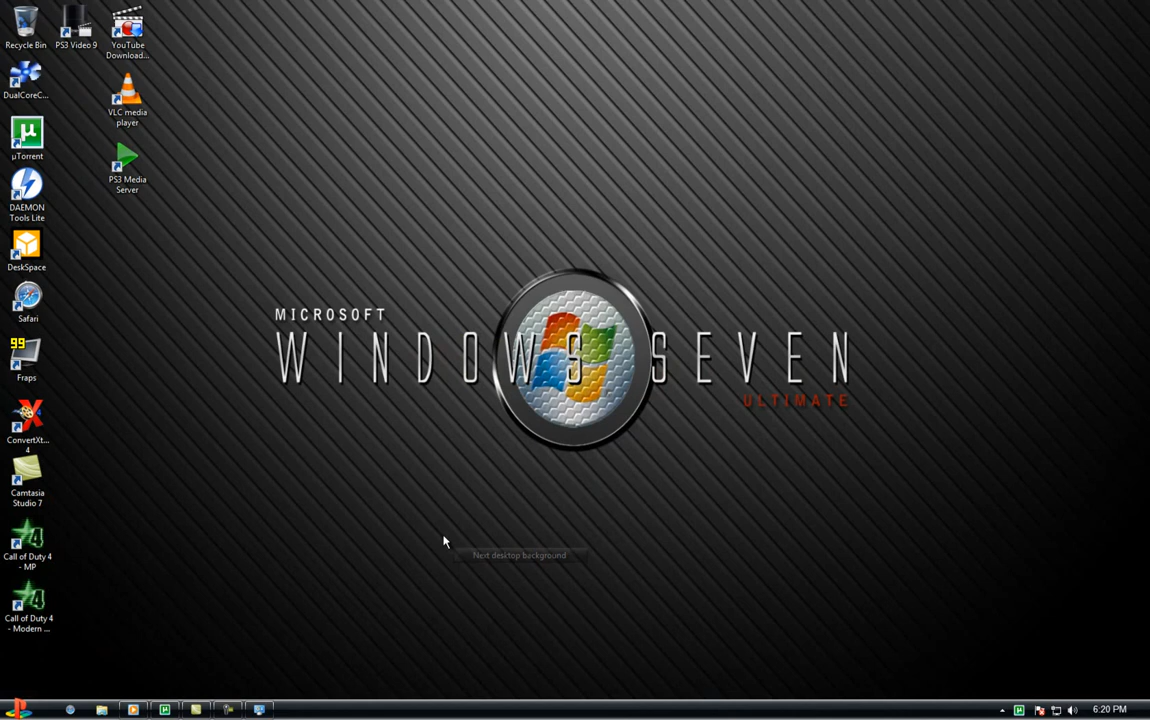 Recycle Bin
PS3 Video 9
YouTube
Download...
DualCoreC...
VLC media
player
µ
µTorrent
PS3 Media
Server
DAEMON
Tools Lite
DeskSpace
Safari
99
Fraps
ConvertXt...
4
Camtasia
Studio 7
4
Call of Duty 4
- MP
4
Call of Duty 4
- Modern ...
MICROSOFT
WINDOWS SEVEN
ULTIMATE
Next desktop background
µ
µ
6:20 PM